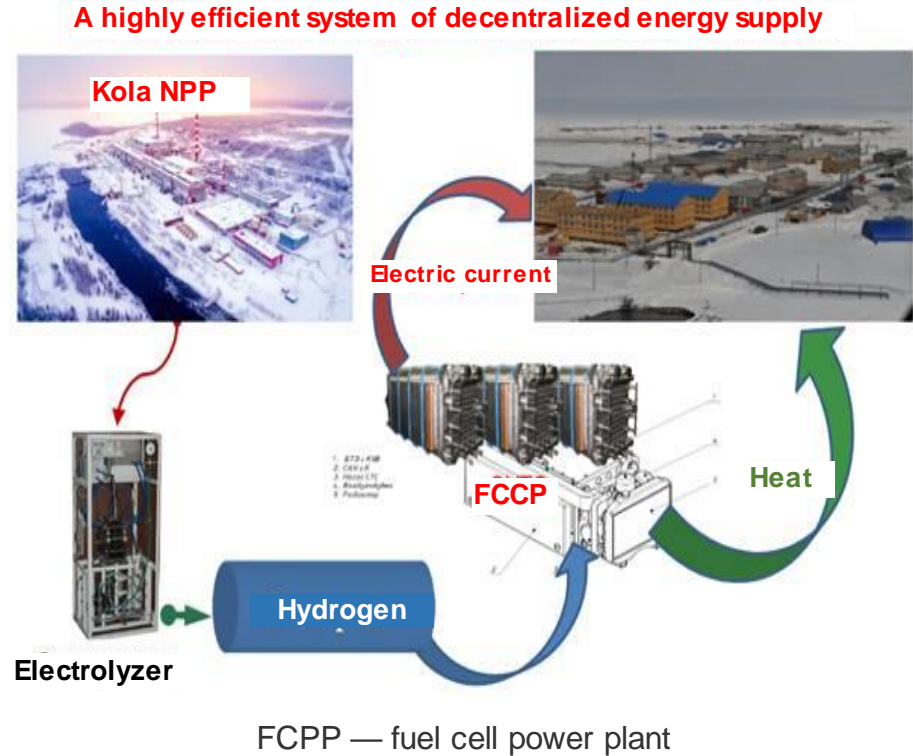 A highly efficient system of decentralized energy supply
Kola NPP
Electric current
FCCP
Heat
Hydrogen
Electrolyzer
FCPP — fuel cell power plant